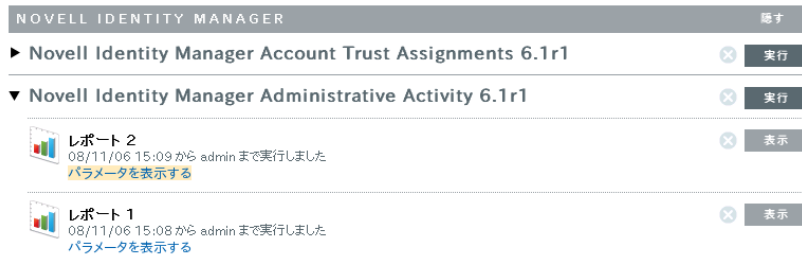 NOVELL IDENTITY MANAGER 隠す
Novell Identity Manager Account Trust Assignments 6.1r1 実行
Novell Identity Manager Administrative Activity 6.1r1 実行
レポート 2 表示
08/11/06 15:09 から admin まで実行しました
パラメータを表示する
レポート 1 表示
08/11/06 15:08 から admin まで実行しました
パラメータを表示する